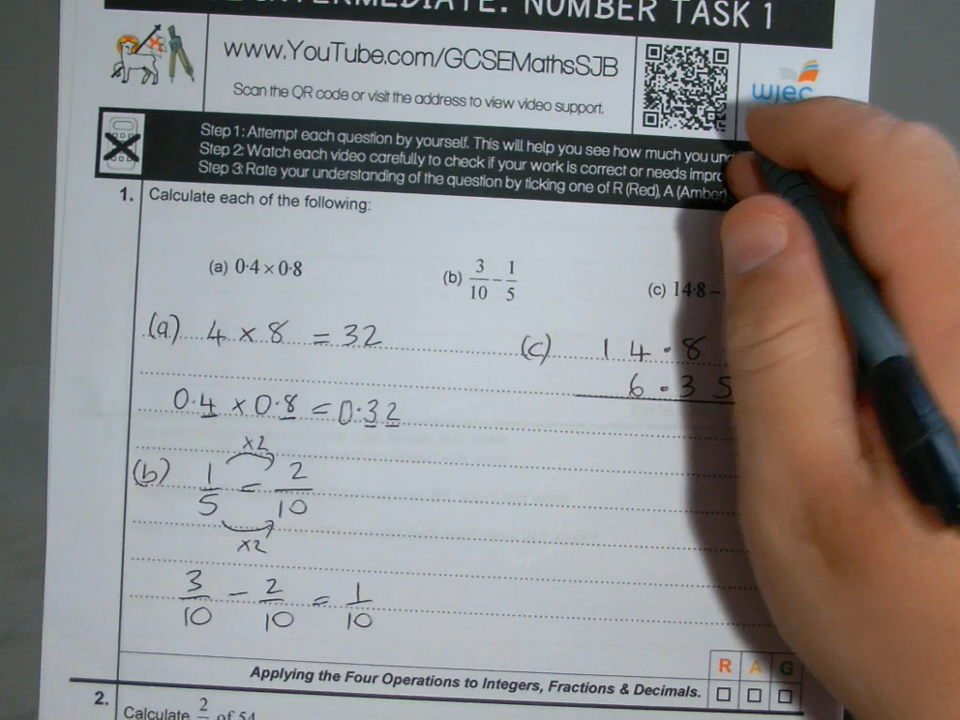 INTERMEDIATE: NUMBER TASK 1
www.YouTube.com/GCSEMathsSJB
Scan the QR code or visit the address to view video support.
wjec
Step 1: Attempt each question by yourself. This will help you see how much you
Step 2: Watch each video carefully to check if your work is correct or needs
Step 3: Rate your understanding of the question by ticking one of R (Red), A (Amber)
1. Calculate each of the following:
(a) 0·4 × 0·8
(b) 3/10 − 1/5
(c) 14·8 −
(a) 4 × 8 = 32
0·4 × 0·8 = 0·32
(b) 1/5 = 2/10
×2
×2
3/10 − 2/10 = 1/10
(c) 14·8
6·35
R A G
Applying the Four Operations to Integers, Fractions & Decimals.
2. Calculate 2 of 54